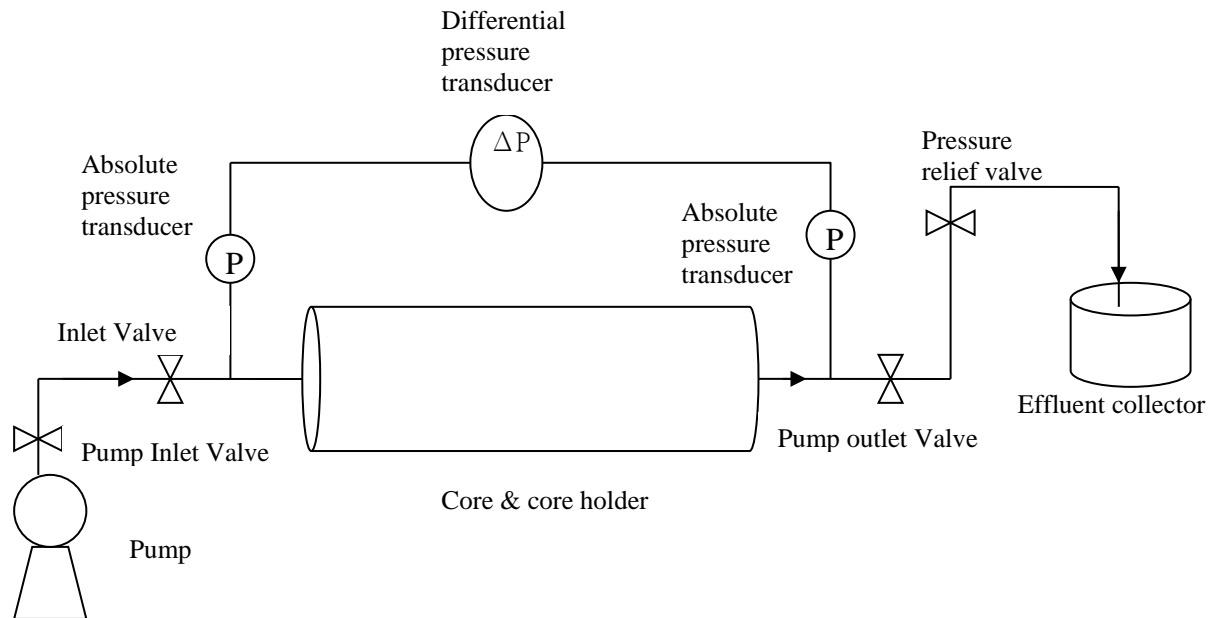 Differential
pressure
transducer
ΔP
Absolute
pressure
transducer
Pressure
relief valve
Absolute
pressure
transducer
P
P
Inlet Valve
Effluent collector
Pump Inlet Valve
Pump outlet Valve
Core & core holder
Pump